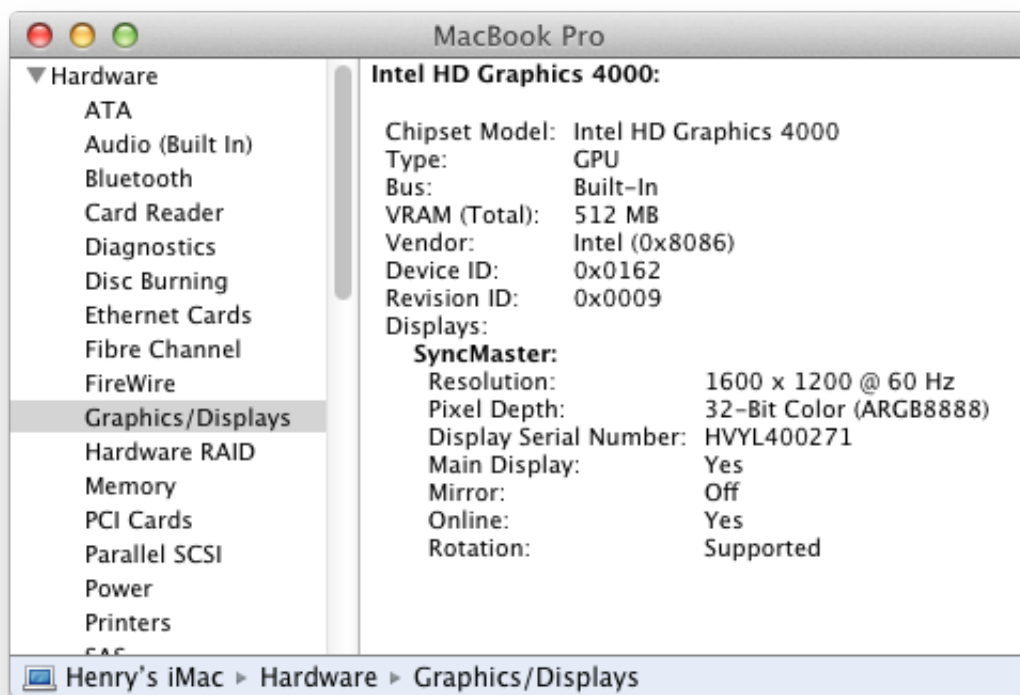 MacBook Pro
Hardware
ATA
Audio (Built In)
Bluetooth
Card Reader
Diagnostics
Disc Burning
Ethernet Cards
Fibre Channel
FireWire
Graphics/Displays
Hardware RAID
Memory
PCI Cards
Parallel SCSI
Power
Printers
Intel HD Graphics 4000:
Chipset Model: Intel HD Graphics 4000
Type: GPU
Bus: Built-In
VRAM (Total): 512 MB
Vendor: Intel (0x8086)
Device ID: 0x0162
Revision ID: 0x0009
Displays:
SyncMaster:
Resolution: 1600 x 1200 @ 60 Hz
Pixel Depth: 32-Bit Color (ARGB8888)
Display Serial Number: HVYL400271
Main Display: Yes
Mirror: Off
Online: Yes
Rotation: Supported
Henry's iMac ▸ Hardware ▸ Graphics/Displays